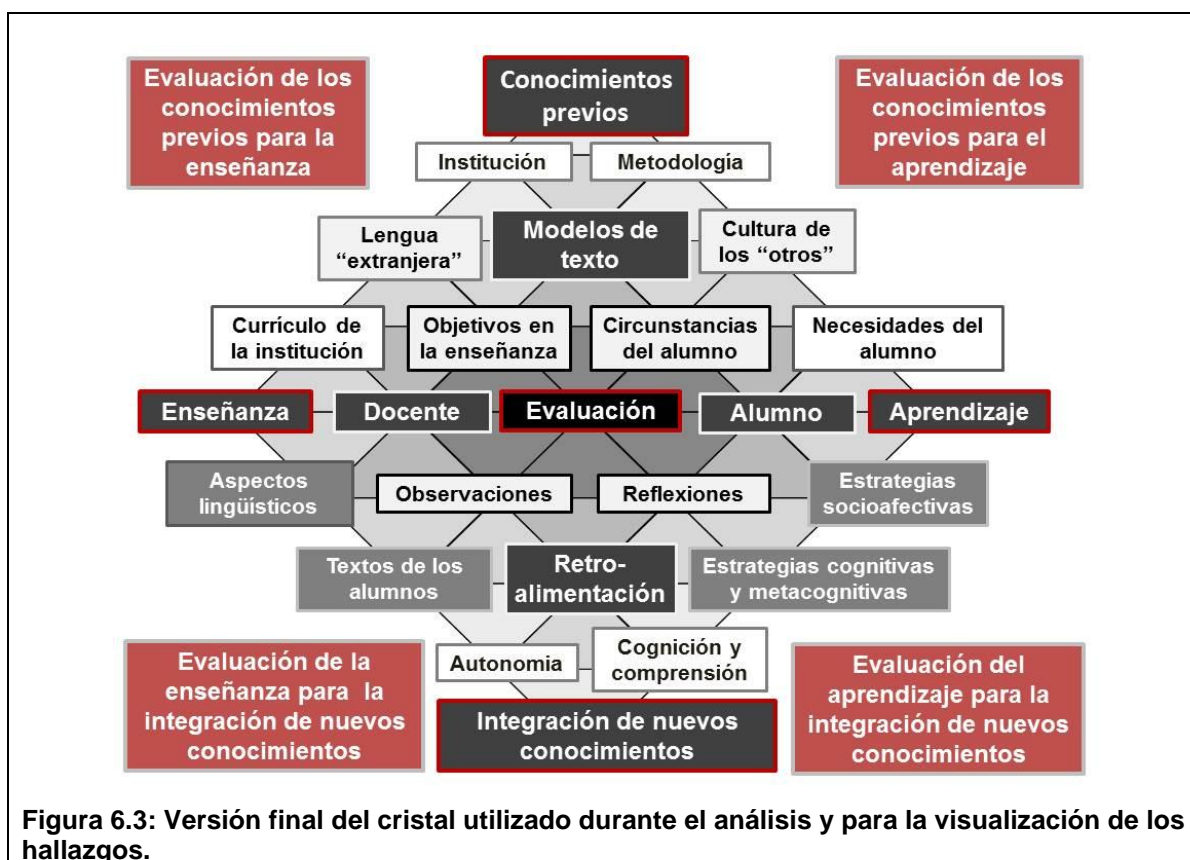 Evaluación de los
conocimientos
previos para la
enseñanza
Conocimientos
previos
Evaluación de los
conocimientos
previos para el
aprendizaje
Institución
Metodología
Lengua
“extranjera”
Modelos de
texto
Cultura de
los “otros”
Currículo de
la institución
Objetivos en
la enseñanza
Circunstancias
del alumno
Necesidades del
alumno
Enseñanza
Docente
Evaluación
Alumno
Aprendizaje
Aspectos
lingüísticos
Observaciones
Reflexiones
Estrategias
socioafectivas
Textos de los
alumnos
Retro-
alimentación
Estrategias cognitivas
y metacognitivas
Autonomia
Cognición y
comprensión
Evaluación de la
enseñanza para la
integración de nuevos
conocimientos
Integración de nuevos
conocimientos
Evaluación del
aprendizaje para la
integración de nuevos
conocimientos
Figura 6.3: Versión final del cristal utilizado durante el análisis y para la visualización de los
hallazgos.